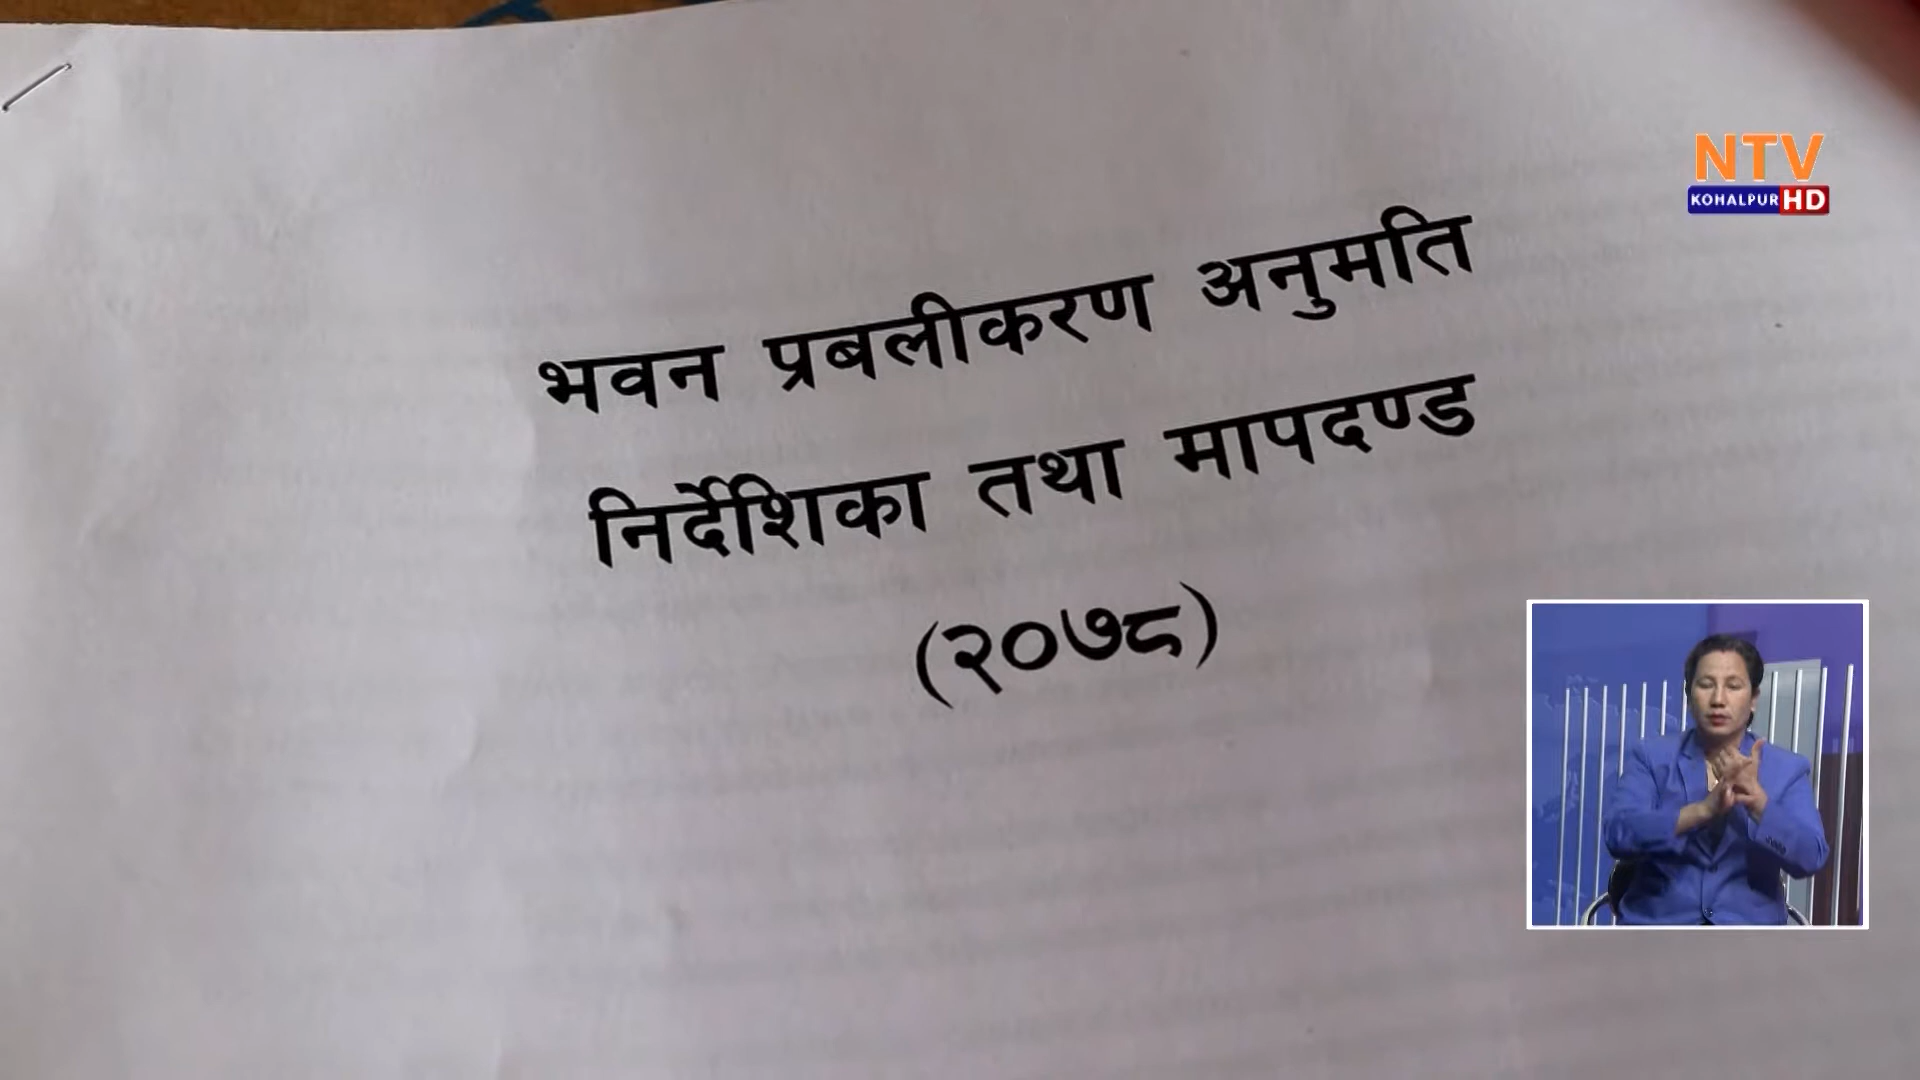 NTV
KOHALPUR HD
भवन प्रबलीकरण अनुमति
निर्देशिका तथा मापदण्ड
(२०७८)